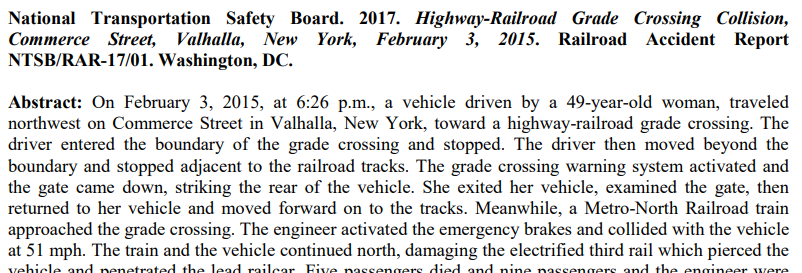 National Transportation Safety Board. 2017. Highway-Railroad Grade Crossing Collision,
Commerce Street, Valhalla, New York, February 3, 2015. Railroad Accident Report
NTSB/RAR-17/01. Washington, DC.
Abstract: On February 3, 2015, at 6:26 p.m., a vehicle driven by a 49-year-old woman, traveled
northwest on Commerce Street in Valhalla, New York, toward a highway-railroad grade crossing. The
driver entered the boundary of the grade crossing and stopped. The driver then moved beyond the
boundary and stopped adjacent to the railroad tracks. The grade crossing warning system activated and
the gate came down, striking the rear of the vehicle. She exited her vehicle, examined the gate, then
returned to her vehicle and moved forward on to the tracks. Meanwhile, a Metro-North Railroad train
approached the grade crossing. The engineer activated the emergency brakes and collided with the vehicle
at 51 mph. The train and the vehicle continued north, damaging the electrified third rail which pierced the
vehicle and penetrated the lead railcar. Five passengers died and nine passengers and the engineer were